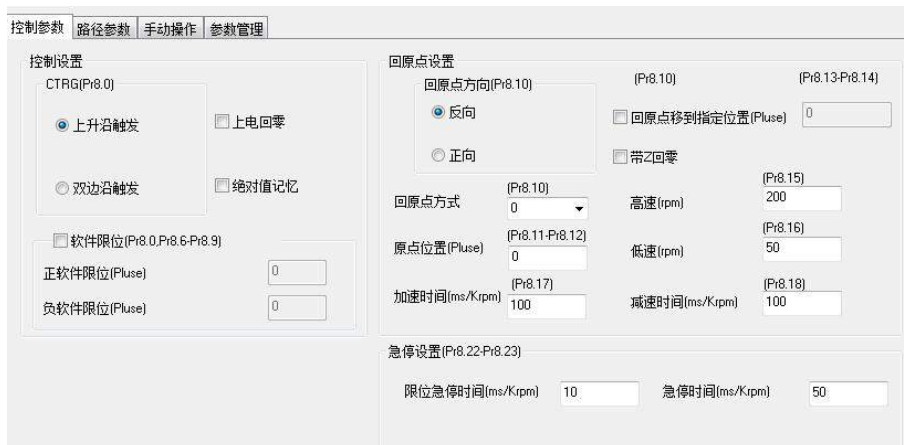 控制参数 路径参数 手动操作 参数管理
控制设置
CTRG(Pr8.0)
上升沿触发
双边沿触发
上电回零
绝对值记忆
软件限位(Pr8.0,Pr8.6-Pr8.9)
正软件限位(Pluse) 0
负软件限位(Pluse) 0
回原点设置
回原点方向(Pr8.10)
反向
正向
(Pr8.10) (Pr8.13-Pr8.14)
回原点移到指定位置(Pluse) 0
带Z回零
(Pr8.10)
回原点方式 0
(Pr8.15)
高速(rpm) 200
(Pr8.11-Pr8.12)
原点位置(Pluse) 0
(Pr8.16)
低速(rpm) 50
(Pr8.17)
加速时间(ms/Krpm) 100
(Pr8.18)
减速时间(ms/Krpm) 100
急停设置(Pr8.22-Pr8.23)
限位急停时间(ms/Krpm) 10 急停时间(ms/Krpm) 50